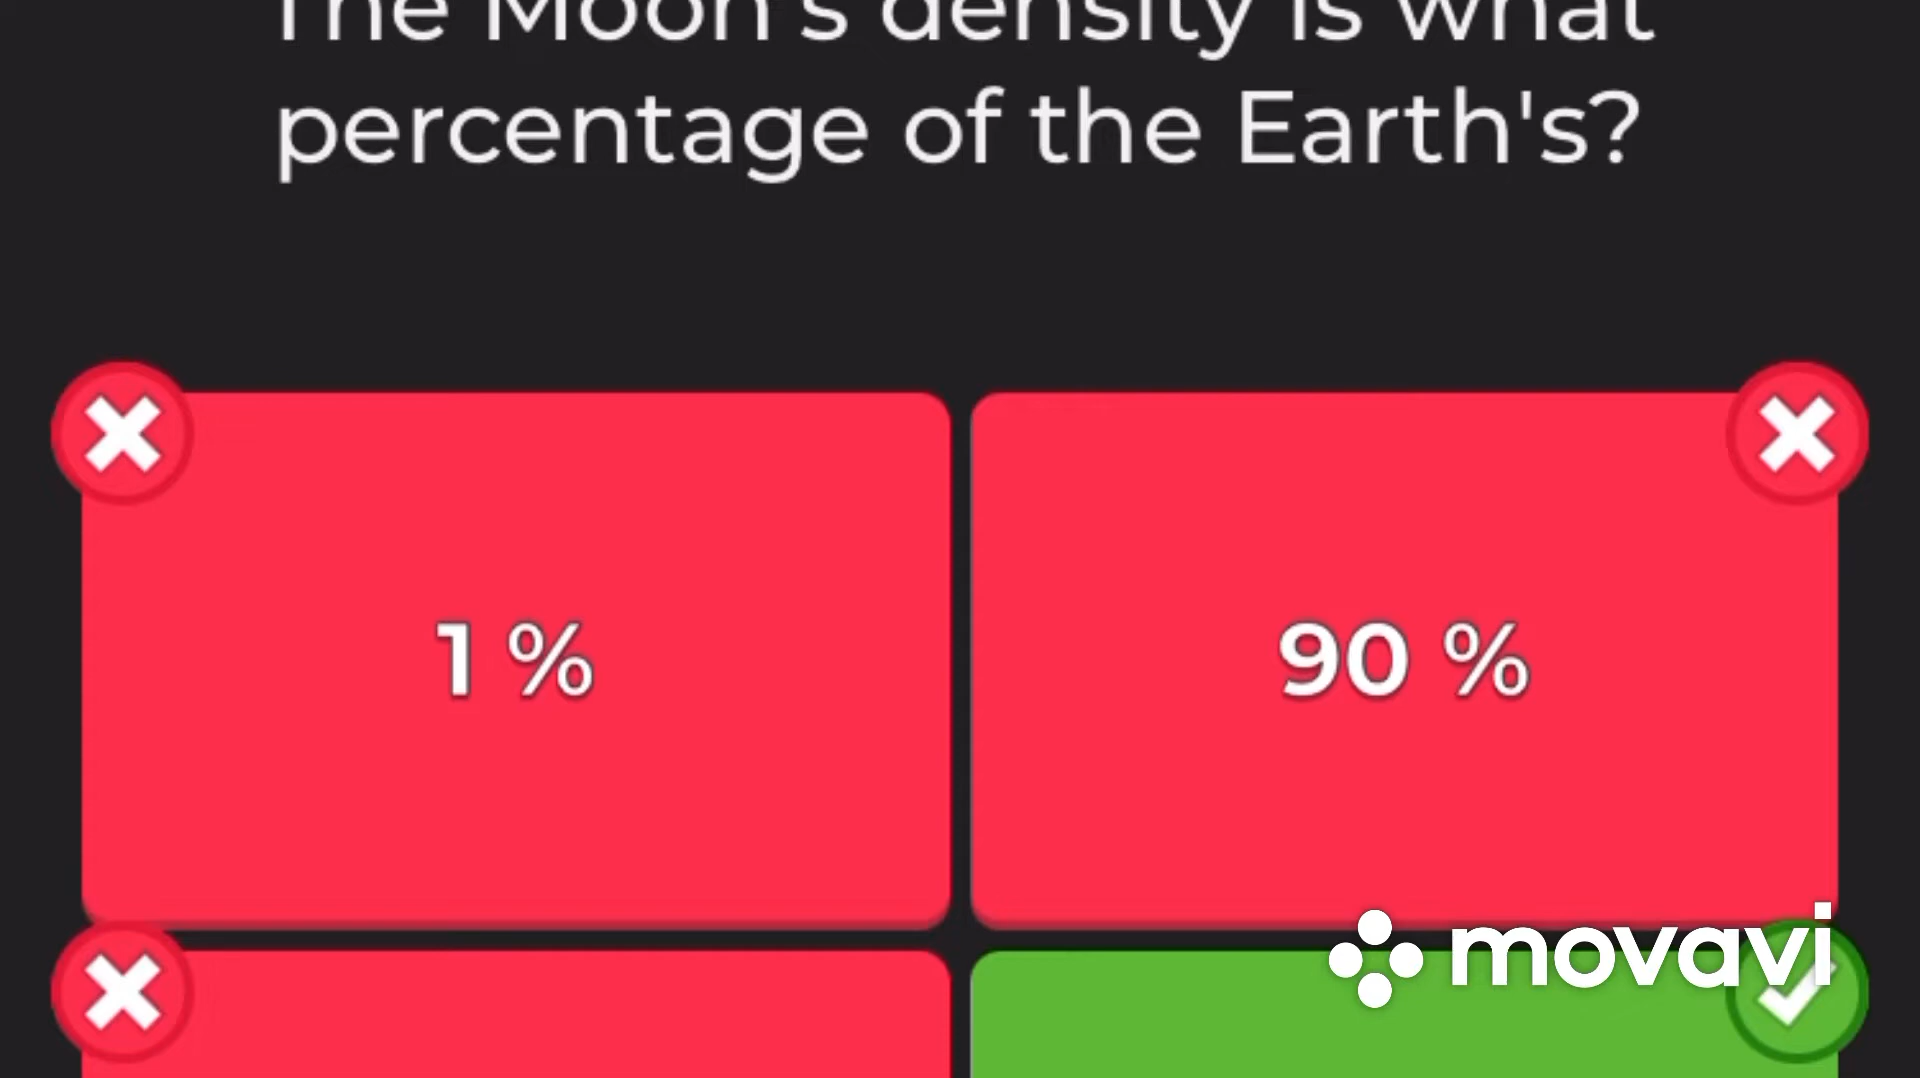 The Moon's density is what
percentage of the Earth's?
1 %
90 %
movavi